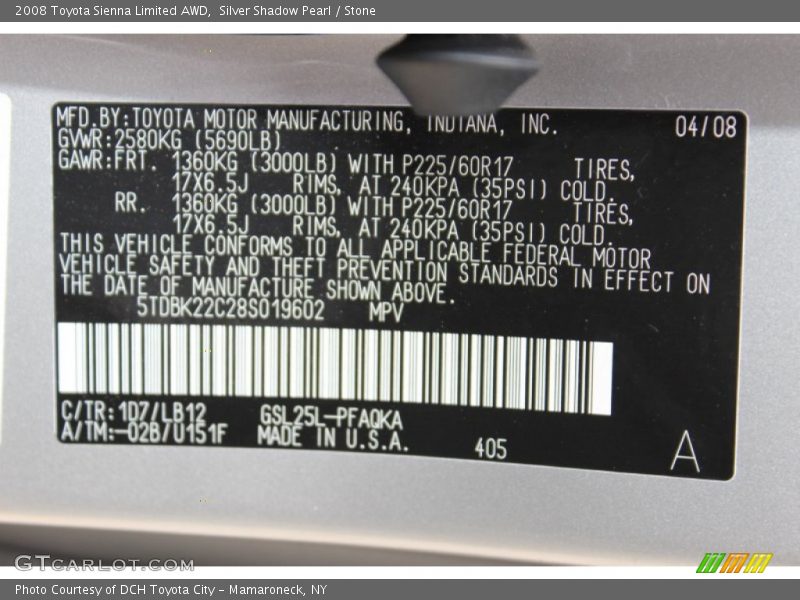 2008 Toyota Sienna Limited AWD,  Silver Shadow Pearl / Stone
MFD.BY:TOYOTA MOTOR MANUFACTURING, INDIANA, INC. 04/08
GVWR:2580KG (5690LB)
GAWR:FRT. 1360KG (3000LB) WITH P225/60R17 TIRES,
17X6.5J RIMS, AT 240KPA (35PSI) COLD.
RR. 1360KG (3000LB) WITH P225/60R17 TIRES,
17X6.5J RIMS, AT 240KPA (35PSI) COLD.
THIS VEHICLE CONFORMS TO ALL APPLICABLE FEDERAL MOTOR
VEHICLE SAFETY AND THEFT PREVENTION STANDARDS IN EFFECT ON
THE DATE OF MANUFACTURE SHOWN ABOVE.
5TDBK22C28S019602 MPV
C/TR:1D7/LB12 GSL25L-PFAQKA
A/TM:-02B/U151F MADE IN U.S.A. 405 A
GTCARLOT.COM
Photo Courtesy of DCH Toyota City - Mamaroneck, NY